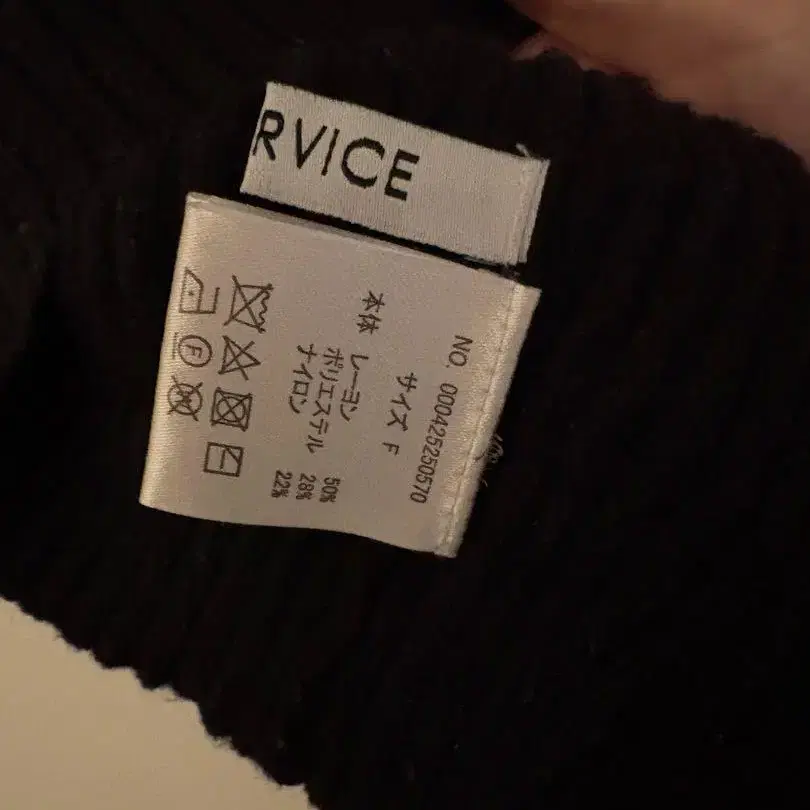 RVICE
NO. 000425250570
サイズ F
本体 レーヨン 50%
ポリエステル 28%
ナイロン 22%
F